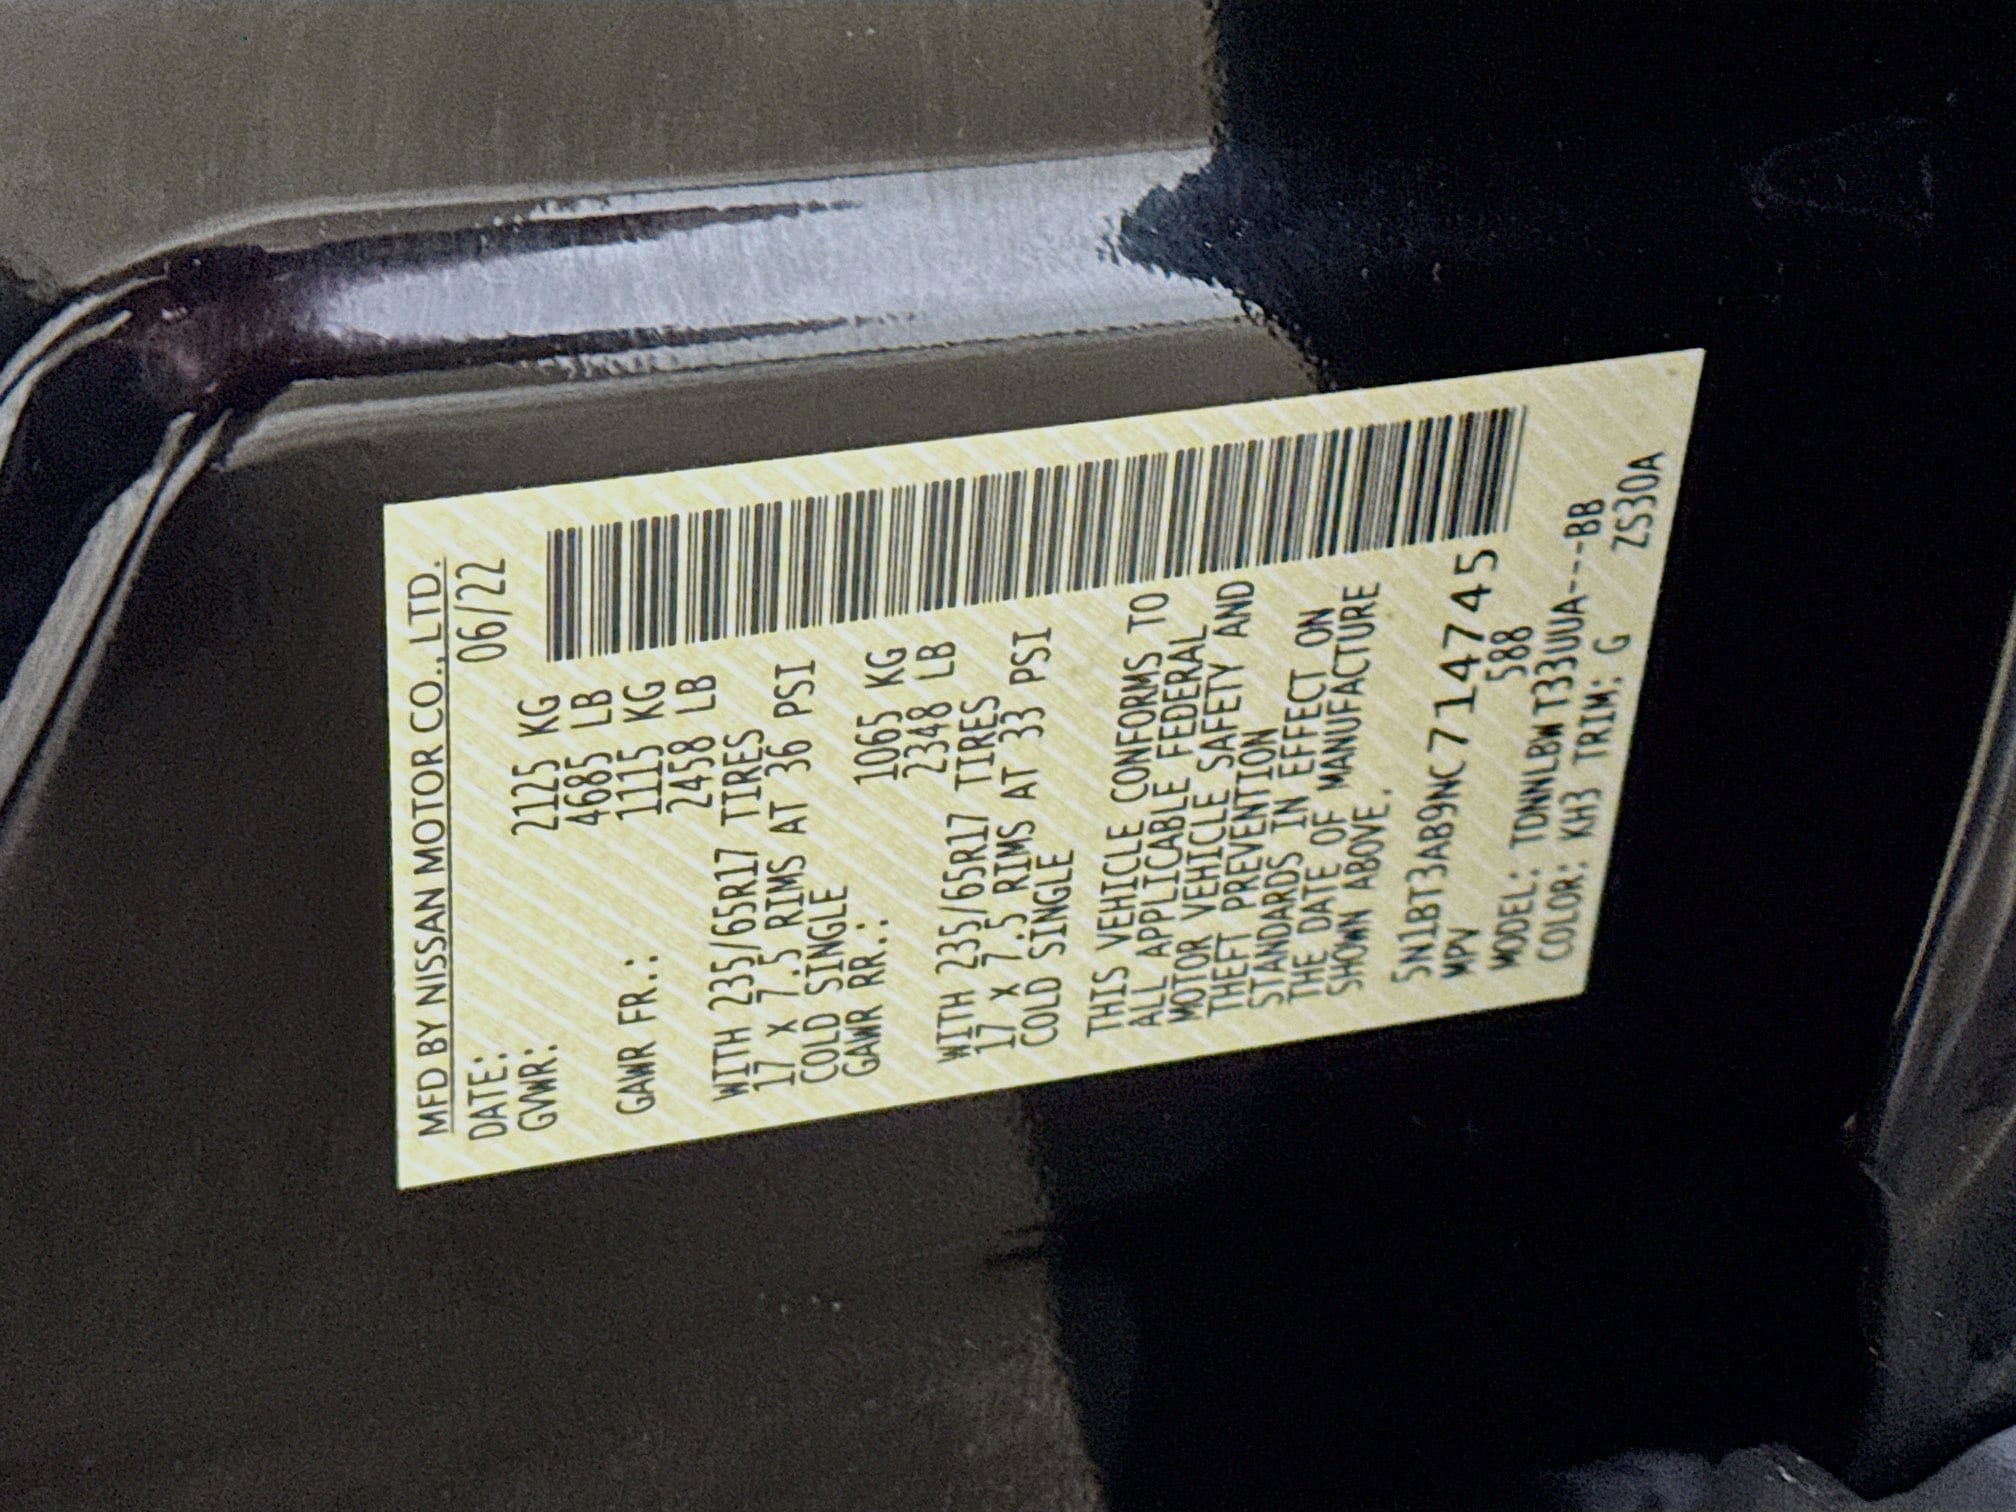 MFD BY NISSAN MOTOR CO., LTD.
DATE: 06/22
GVWR: 2125 KG
4685 LB
GAWR FR.: 1115 KG
2458 LB
WITH 235/65R17 TIRES
17 X 7.5 RIMS AT 36 PSI
COLD SINGLE
GAWR RR.: 1065 KG
2348 LB
WITH 235/65R17 TIRES
17 X 7.5 RIMS AT 33 PSI
COLD SINGLE
THIS VEHICLE CONFORMS TO
ALL APPLICABLE FEDERAL
MOTOR VEHICLE SAFETY AND
THEFT PREVENTION
STANDARDS IN EFFECT ON
THE DATE OF MANUFACTURE
SHOWN ABOVE.
5N1BT3AB9NC714745
MPV 588
MODEL: TDNNLBW T33UUA---BB
COLOR: KH3 TRIM: G ZS30A